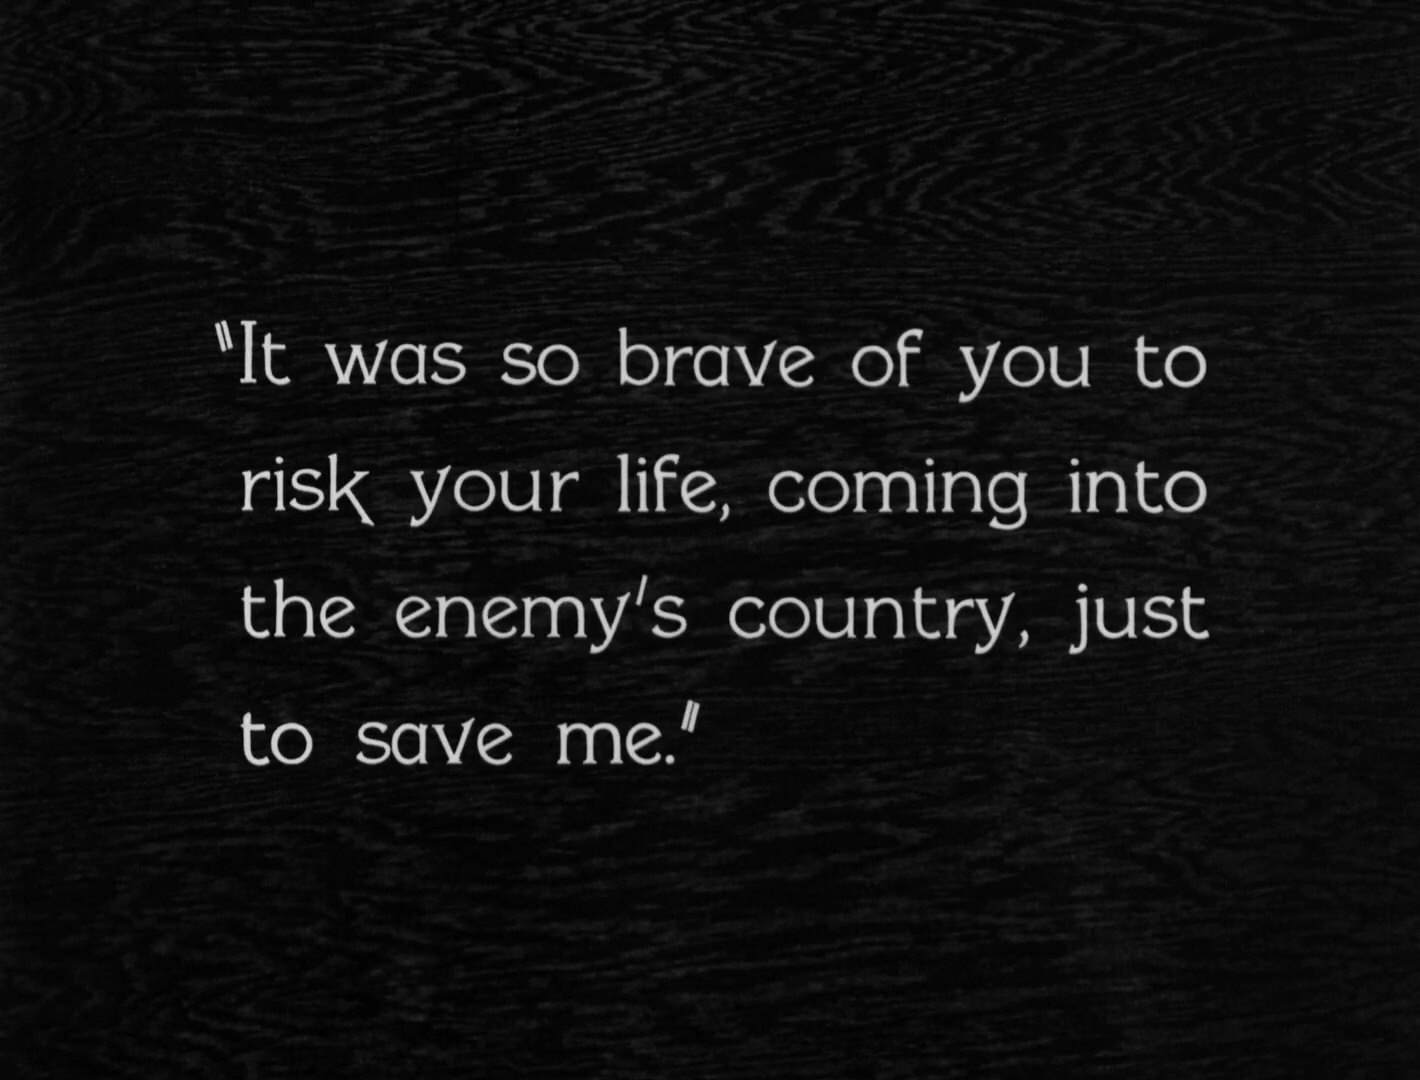 "It was so brave of you to
risk your life, coming into
the enemy's country, just
to save me."